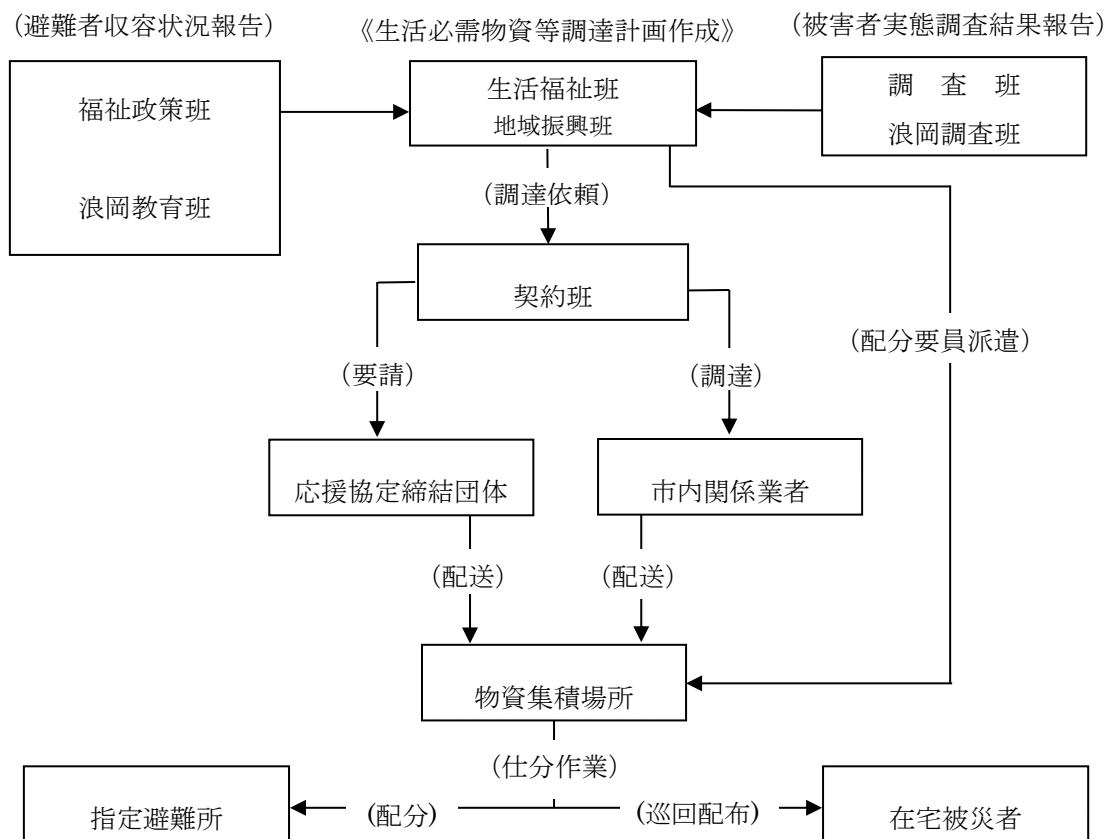 (避難者収容状況報告)
《生活必需物資等調達計画作成》
(被害者実態調査結果報告)
福祉政策班
浪岡教育班
生活福祉班
地域振興班
調　査　班
浪岡調査班
(調達依頼)
契約班
(配分要員派遣)
(要請)
(調達)
応援協定締結団体
市内関係業者
(配送)
(配送)
物資集積場所
(仕分作業)
指定避難所
(配分)
(巡回配布)
在宅被災者